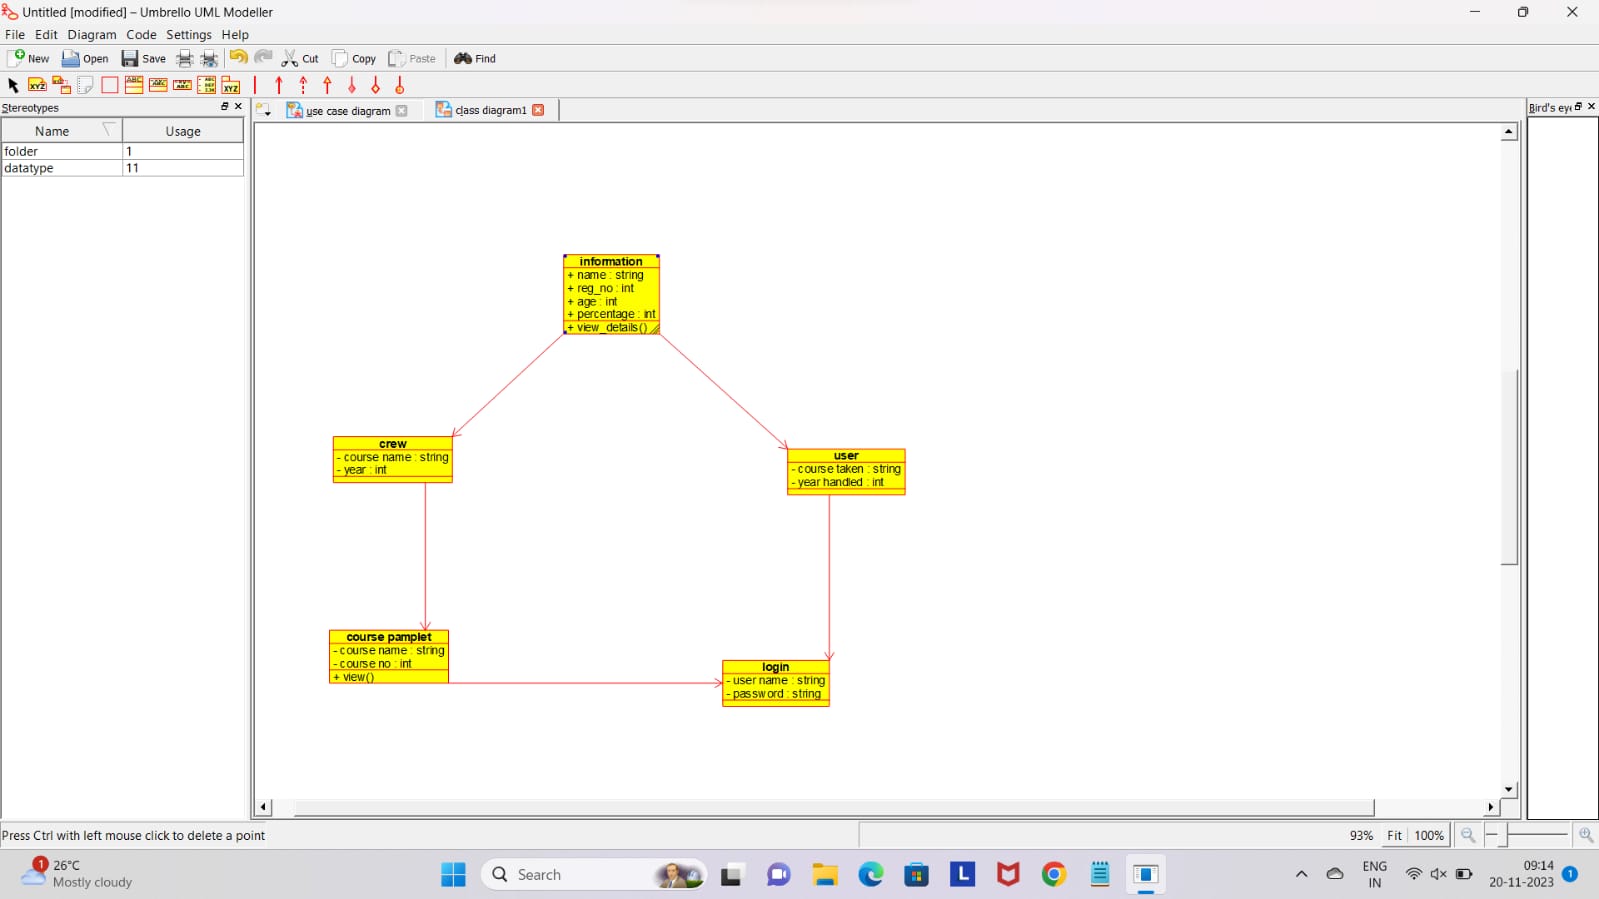 Untitled [modified] – Umbrello UML Modeller
File Edit Diagram Code Settings Help
New Open Save Cut Copy Paste Find
Stereotypes
use case diagram
class diagram1
Bird's eye
Name Usage
folder 1
datatype 11
information
+ name : string
+ reg_no : int
+ age : int
+ percentage : int
+ view_details()
crew
- course name : string
- year : int
user
- course taken : string
- year handled : int
course pamplet
- course name : string
- course no : int
+ view()
login
- user name : string
- password : string
Press Ctrl with left mouse click to delete a point
93% Fit 100%
1
26°C
Mostly cloudy
Search
L
ENG
IN
09:14
20-11-2023
1